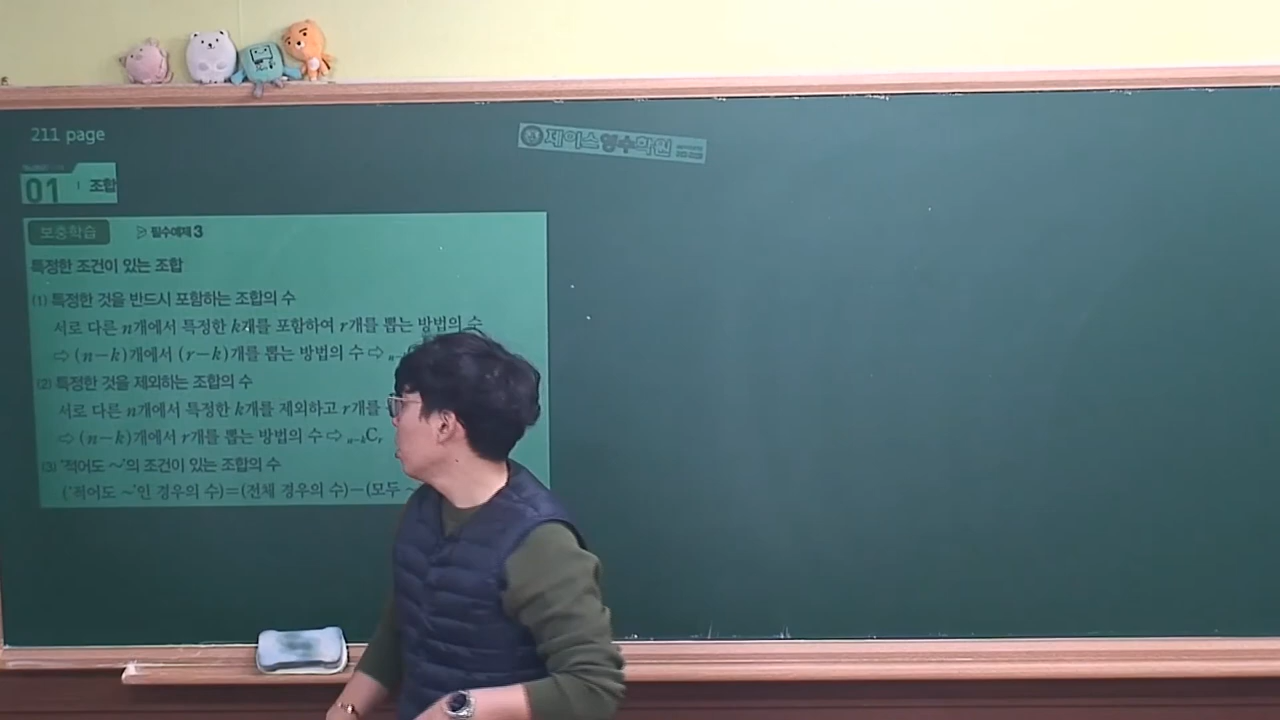 211 page
제이스영수학원
01 조합
보충학습 필수예제 3
특정한 조건이 있는 조합
(1) 특정한 것을 반드시 포함하는 조합의 수
서로 다른 n개에서 특정한 k개를 포함하여 r개를 뽑는 방법의 수
⇨ (n-k)개에서 (r-k)개를 뽑는 방법의 수 ⇨
(2) 특정한 것을 제외하는 조합의 수
서로 다른 n개에서 특정한 k개를 제외하고 r개를
⇨ (n-k)개에서 r개를 뽑는 방법의 수 ⇨ ₙ₋ₖCᵣ
(3) '적어도 ~'의 조건이 있는 조합의 수
('적어도 ~'인 경우의 수)=(전체 경우의 수)-(모두 ~